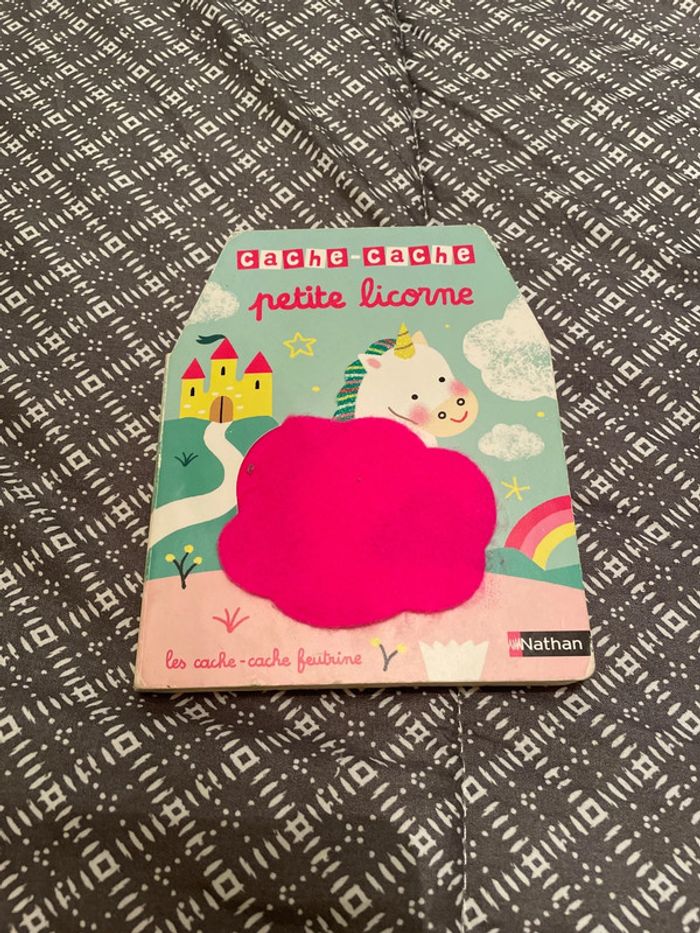 cache-cache
petite licorne
les cache-cache feutrine
Nathan